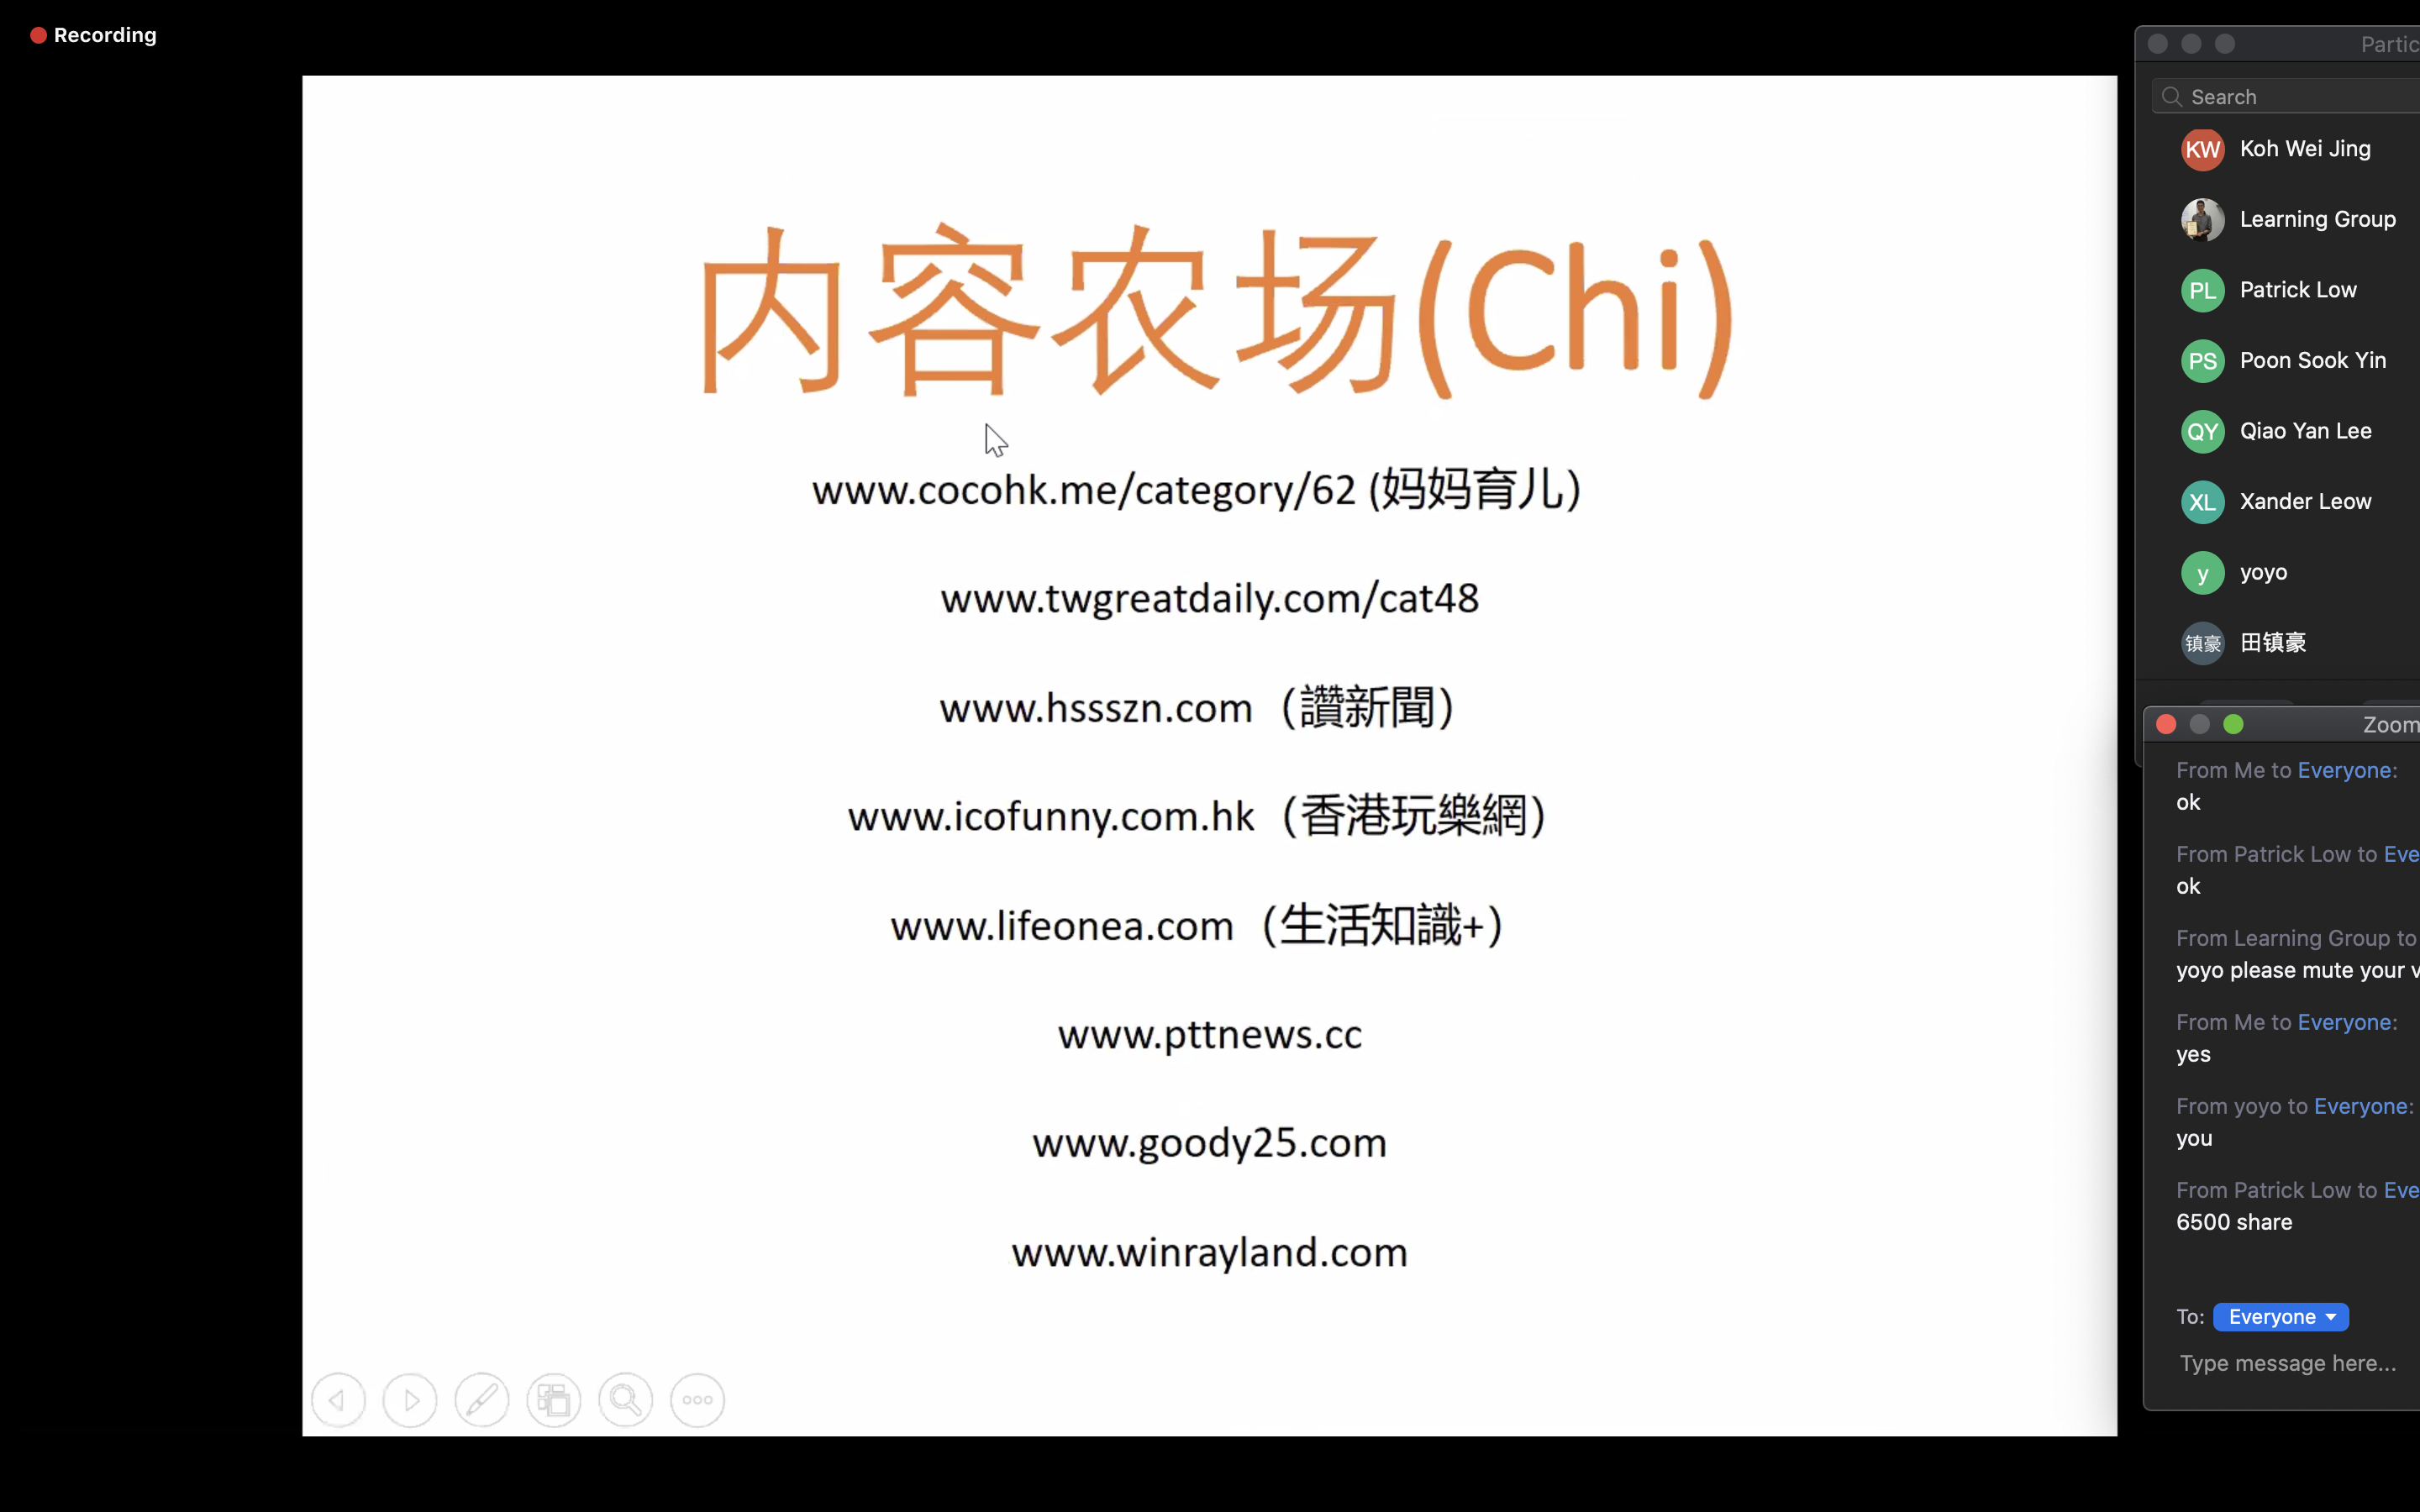 Recording
内容农场(Chi)
www.cocohk.me/category/62 (妈妈育儿)
www.twgreatdaily.com/cat48
www.hssszn.com（讚新聞）
www.icofunny.com.hk（香港玩樂網）
www.lifeonea.com（生活知識+）
www.pttnews.cc
www.goody25.com
www.winrayland.com
Partic
Search
KW Koh Wei Jing
Learning Group
PL Patrick Low
PS Poon Sook Yin
QY Qiao Yan Lee
XL Xander Leow
y yoyo
镇豪 田镇豪
Zoom
From Me to Everyone:
ok
From Patrick Low to Eve
ok
From Learning Group to
yoyo please mute your v
From Me to Everyone:
yes
From yoyo to Everyone:
you
From Patrick Low to Eve
6500 share
To: Everyone
Type message here...